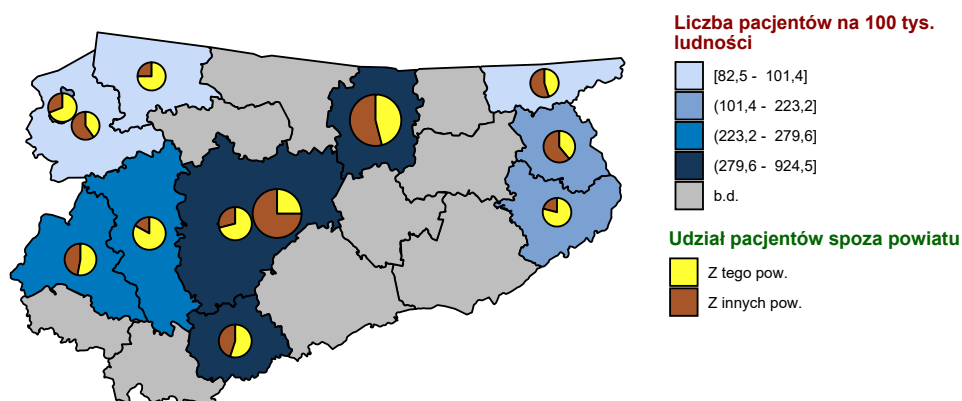 Liczba pacjentów na 100 tys.
ludności
[82,5 - 101,4]
(101,4 - 223,2]
(223,2 - 279,6]
(279,6 - 924,5]
b.d.
Udział pacjentów spoza powiatu
Z tego pow.
Z innych pow.